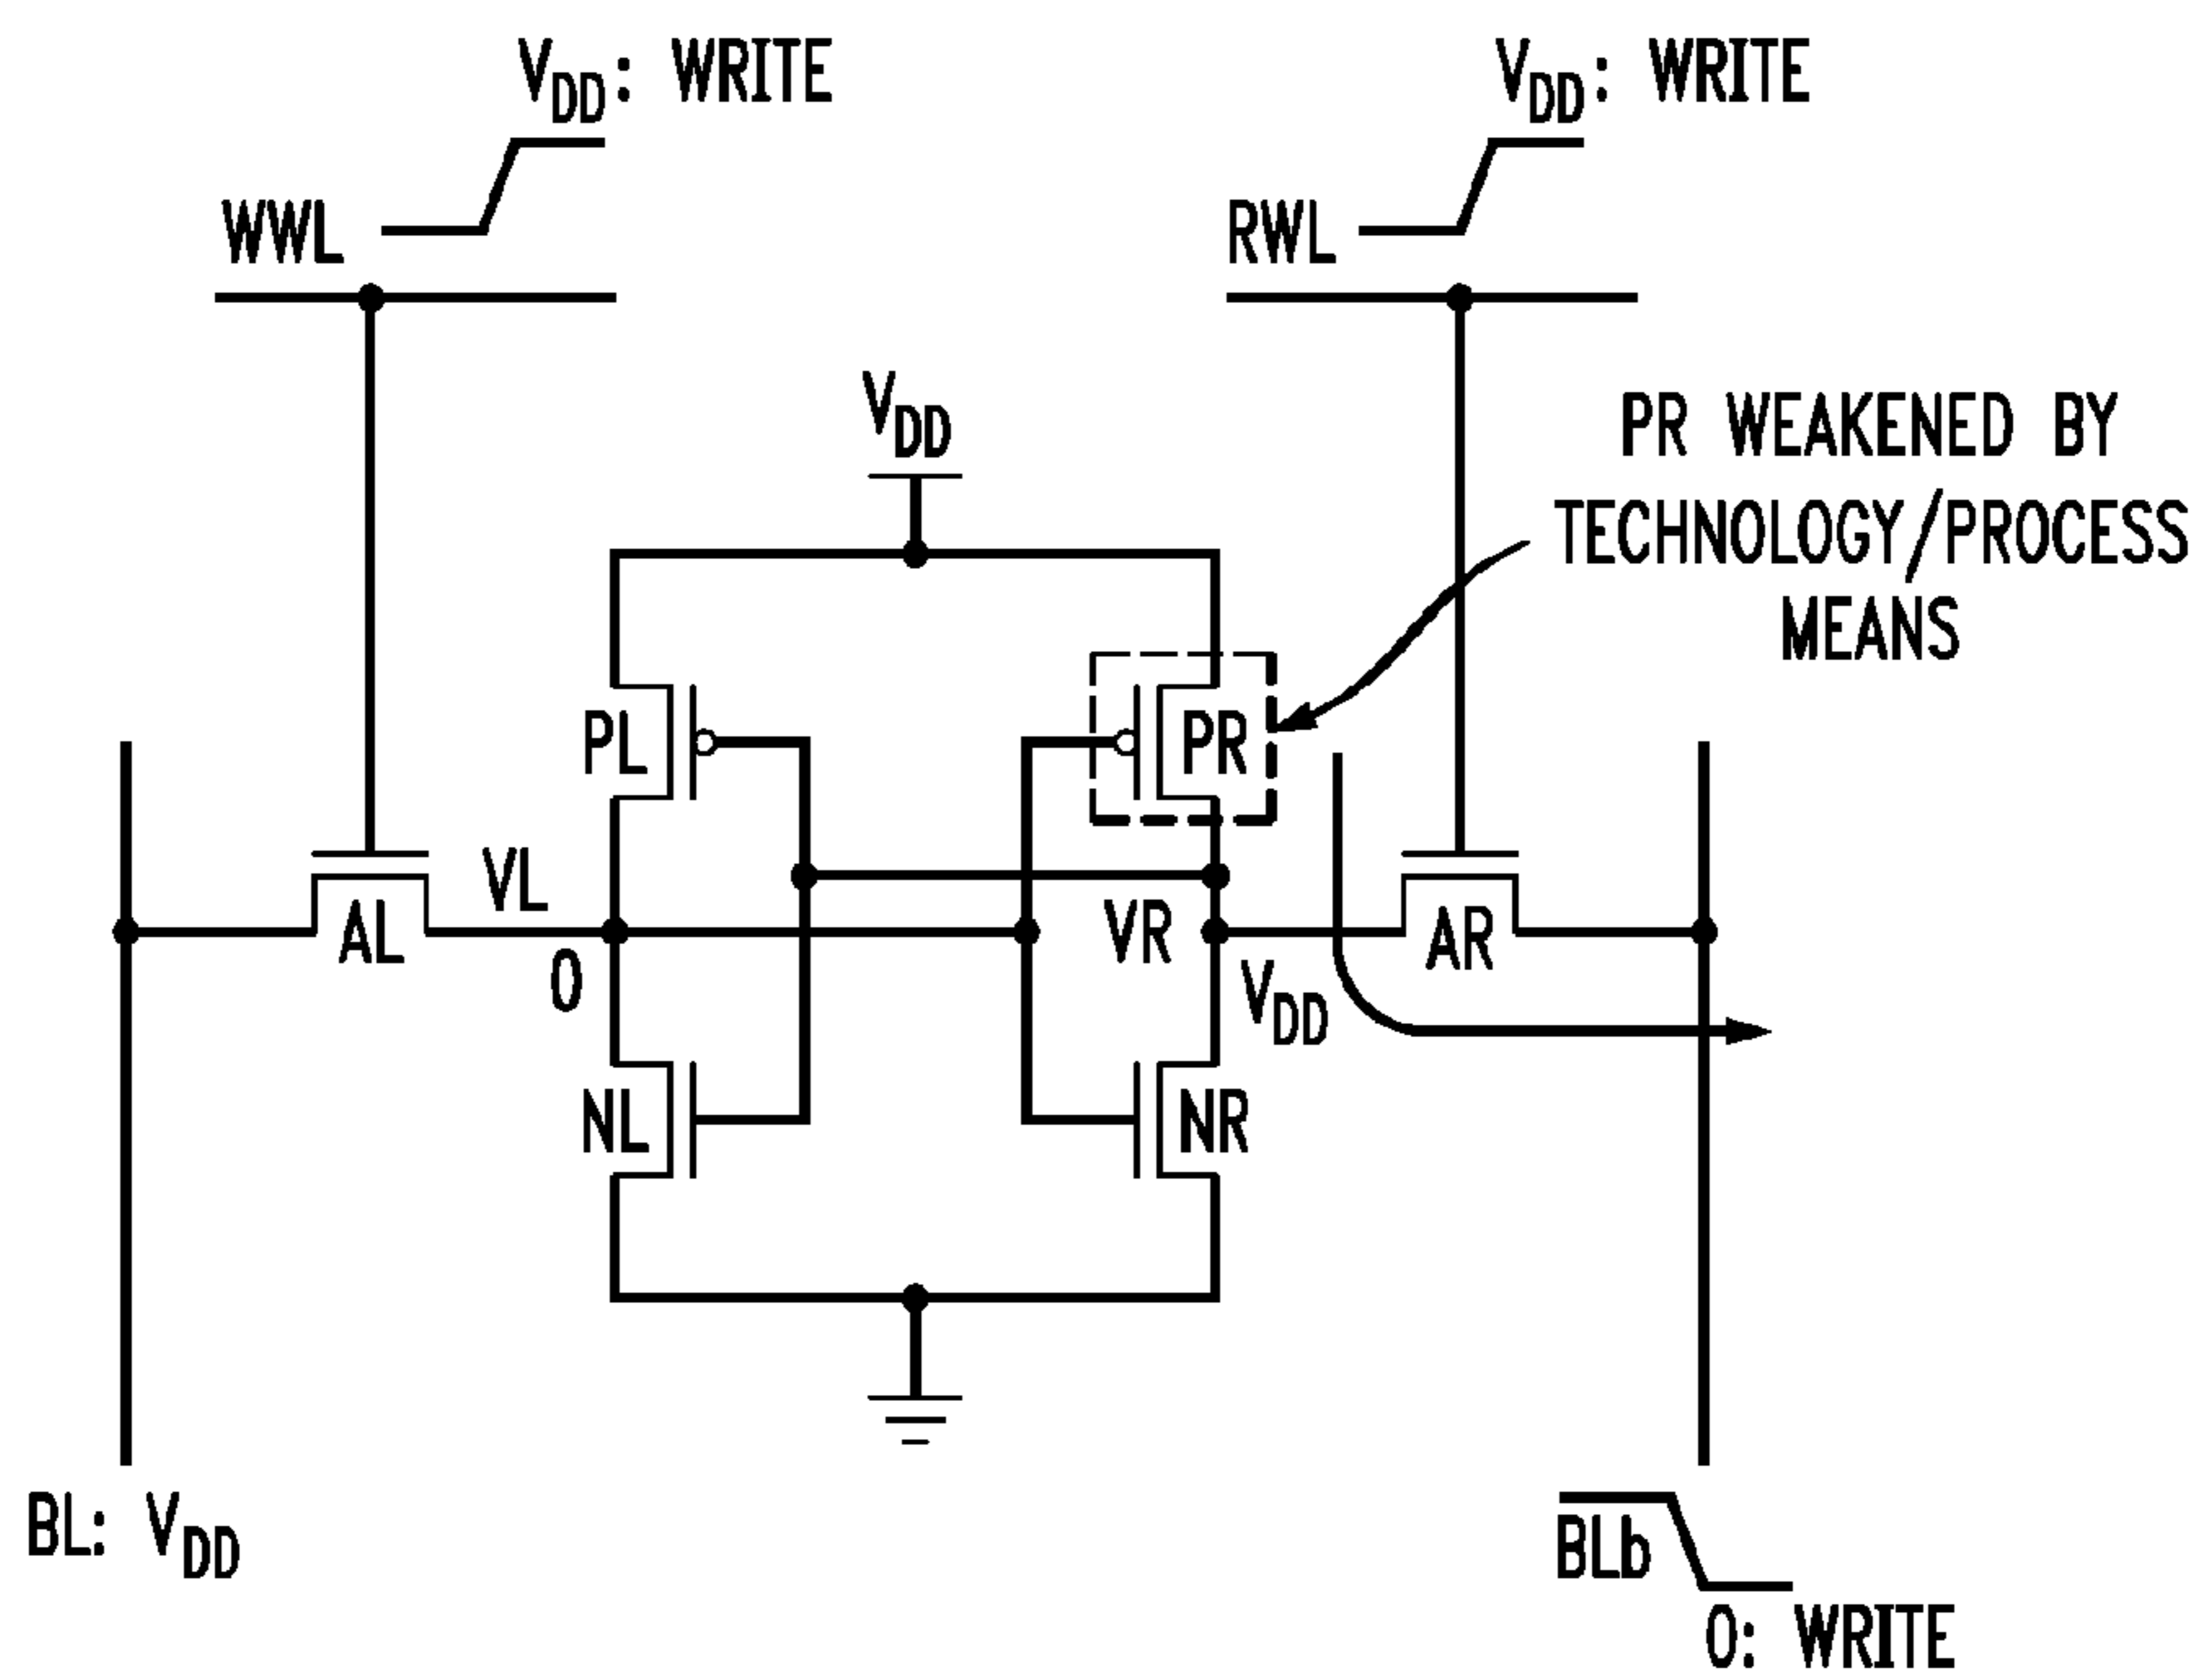 VDD: WRITE
VDD: WRITE
WWL
RWL
VDD
PR WEAKENED BY
TECHNOLOGY/PROCESS
MEANS
PL
PR
VL
AL
VR
AR
0
VDD
NL
NR
BL: VDD
BLb
0: WRITE